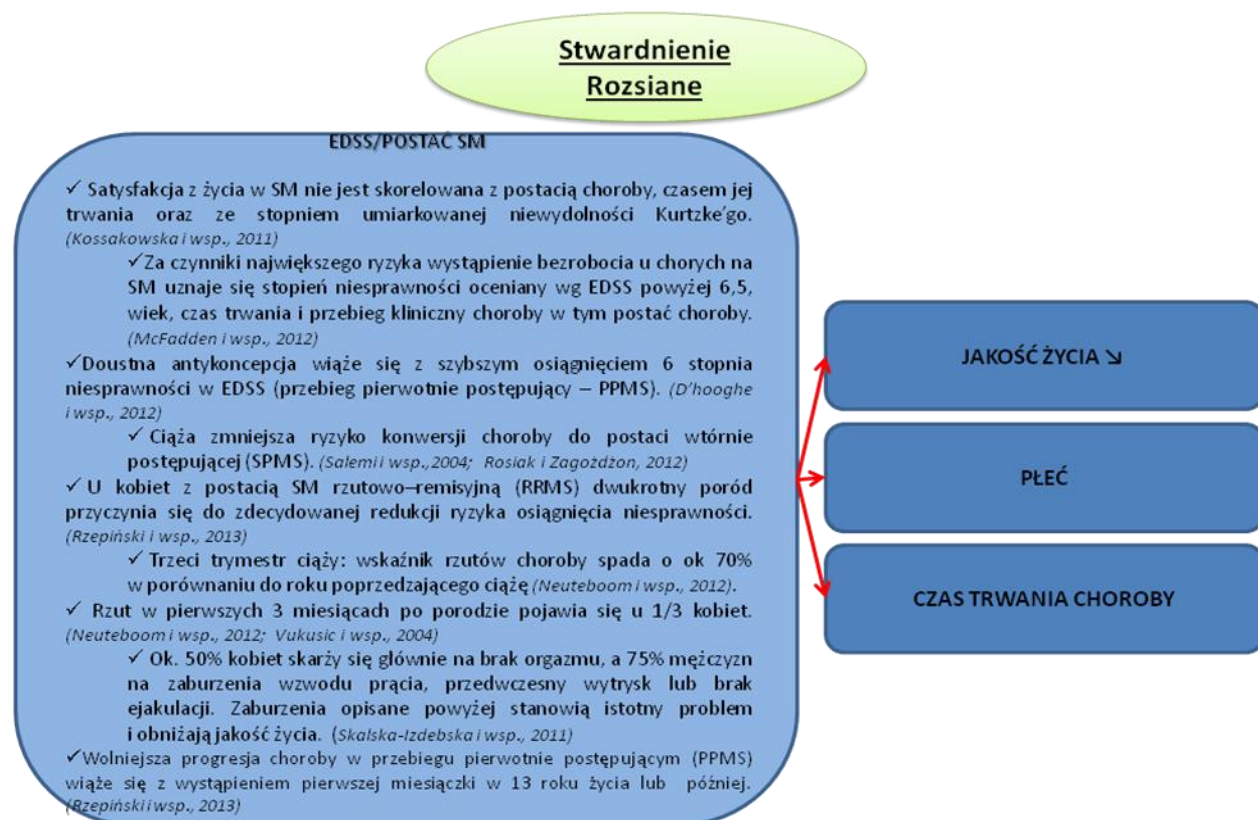 Stwardnienie
Rozsiane
EDSS/POSTAĆ SM
✓ Satysfakcja z życia w SM nie jest skorelowana z postacią choroby, czasem jej
trwania oraz ze stopniem umiarkowanej niewydolności Kurtzke’go.
(Kossakowska i wsp., 2011)
✓Za czynniki największego ryzyka wystąpienie bezrobocia u chorych na
SM uznaje się stopień niesprawności oceniany wg EDSS powyżej 6,5,
wiek, czas trwania i przebieg kliniczny choroby w tym postać choroby.
(McFadden i wsp., 2012)
✓Doustna antykoncepcja wiąże się z szybszym osiągnięciem 6 stopnia
niesprawności w EDSS (przebieg pierwotnie postępujący – PPMS). (D’hooghe
i wsp., 2012)
✓ Ciąża zmniejsza ryzyko konwersji choroby do postaci wtórnie
postępującej (SPMS). (Salemi i wsp.,2004; Rosiak i Zagożdżon, 2012)
✓ U kobiet z postacią SM rzutowo–remisyjną (RRMS) dwukrotny poród
przyczynia się do zdecydowanej redukcji ryzyka osiągnięcia niesprawności.
(Rzepiński i wsp., 2013)
✓ Trzeci trymestr ciąży: wskaźnik rzutów choroby spada o ok 70%
w porównaniu do roku poprzedzającego ciążę (Neuteboom i wsp., 2012).
✓ Rzut w pierwszych 3 miesiącach po porodzie pojawia się u 1/3 kobiet.
(Neuteboom i wsp., 2012; Vukusic i wsp., 2004)
✓ Ok. 50% kobiet skarży się głównie na brak orgazmu, a 75% mężczyzn
na zaburzenia wzwodu prącia, przedwczesny wytrysk lub brak
ejakulacji. Zaburzenia opisane powyżej stanowią istotny problem
i obniżają jakość życia. (Skalska-Izdebska i wsp., 2011)
✓Wolniejsza progresja choroby w przebiegu pierwotnie postępującym (PPMS)
wiąże się z wystąpieniem pierwszej miesiączki w 13 roku życia lub później.
(Rzepiński i wsp., 2013)
JAKOŚĆ ŻYCIA ↘
PŁEĆ
CZAS TRWANIA CHOROBY